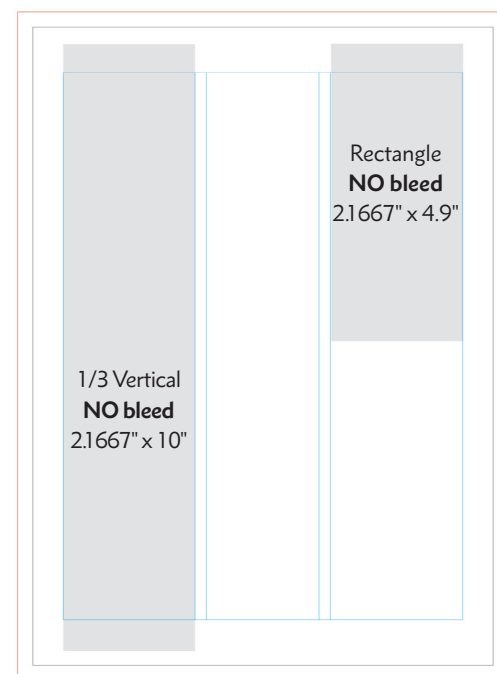 1/3 Vertical
NO bleed
2.1667" x 10"
Rectangle
NO bleed
2.1667" x 4.9"